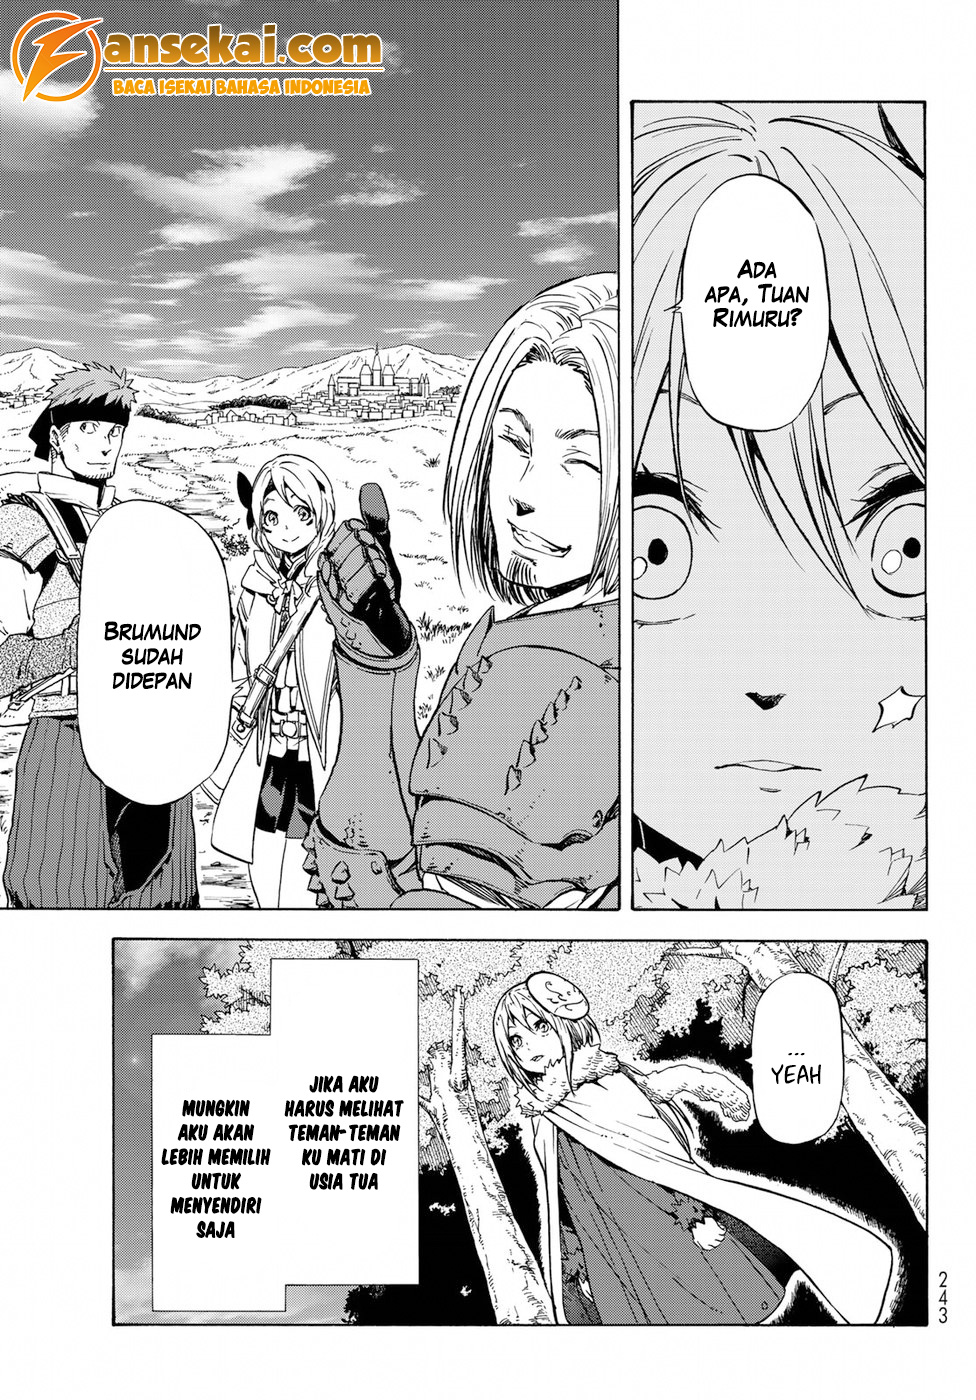 ansekai.com
BACA ISEKAI BAHASA INDONESIA
ADA
APA, TUAN
RIMURU?
BRUMUND
SUDAH
DIDEPAN
...
YEAH
JIKA AKU
HARUS MELIHAT
TEMAN-TEMAN
KU MATI DI
USIA TUA
MUNGKIN
AKU AKAN
LEBIH MEMILIH
UNTUK
MENYENDIRI
SAJA
243